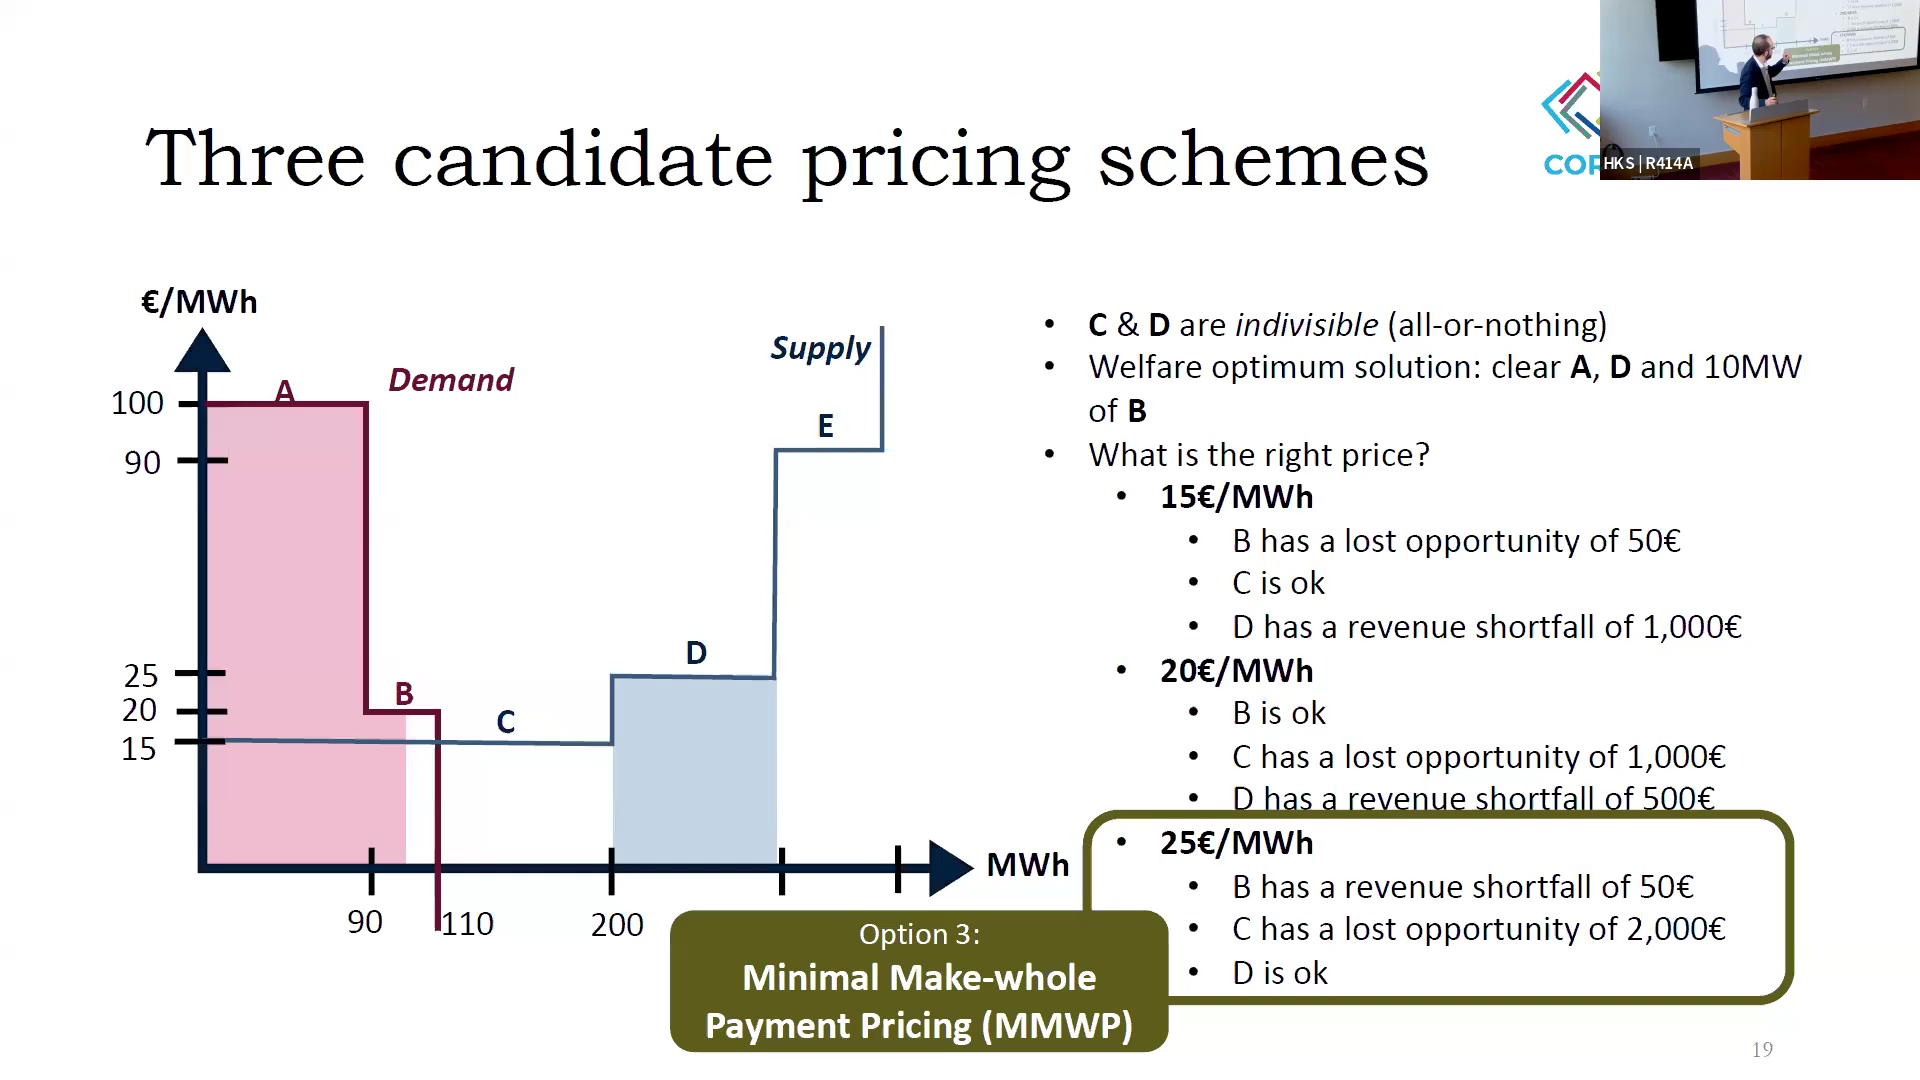 Three candidate pricing schemes
HKS | R414A
€/MWh
Supply
Demand
A
100
90
E
D
25
B
20
C
15
MWh
90
110
200
• C & D are indivisible (all-or-nothing)
• Welfare optimum solution: clear A, D and 10MW
of B
• What is the right price?
• 15€/MWh
• B has a lost opportunity of 50€
• C is ok
• D has a revenue shortfall of 1,000€
• 20€/MWh
• B is ok
• C has a lost opportunity of 1,000€
• D has a revenue shortfall of 500€
• 25€/MWh
• B has a revenue shortfall of 50€
• C has a lost opportunity of 2,000€
• D is ok
Option 3:
Minimal Make-whole
Payment Pricing (MMWP)
19